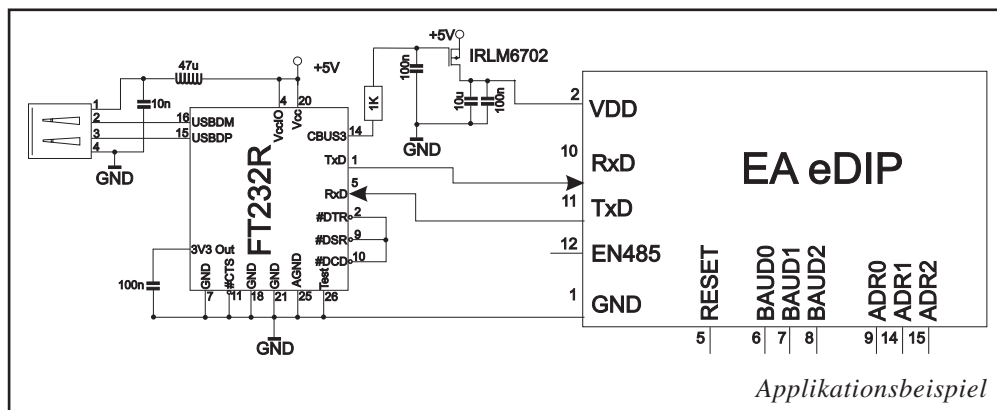 +5V
IRLM6702
47u
+5V
100n
10u
100n
1K
10n
1
2
3
4
16 USBDM
15 USBDP
GND
4
20
VccIO
Vcc
CBUS3 14
GND
TxD 1
RxD 5
#DTR 2
#DSR 9
#DCD 10
FT232R
3V3 Out
100n
GND
#CTS
GND
GND
AGND
Test
7
11
18
21
25
26
GND
2 VDD
10 RxD
11 TxD
12 EN485
1 GND
EA eDIP
RESET
BAUD0
BAUD1
BAUD2
ADR0
ADR1
ADR2
5
6
7
8
9
14
15
Applikationsbeispiel